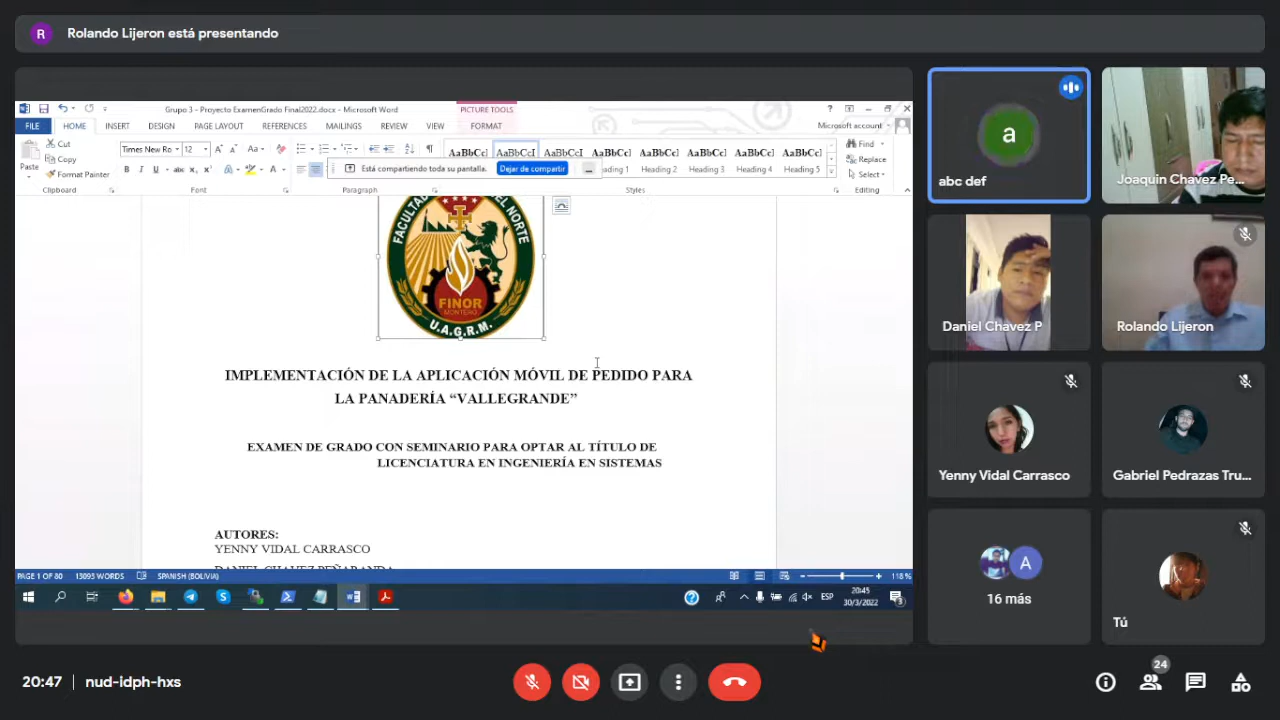 R
Rolando Lijeron está presentando
Grupo 3 - Proyecto ExamenGrado Final2022.docx - Microsoft Word
PICTURE TOOLS
FILE
HOME
INSERT
DESIGN
PAGE LAYOUT
REFERENCES
MAILINGS
REVIEW
VIEW
FORMAT
Microsoft account
Paste
Cut
Copy
Format Painter
Times New Ro
12
Está compartiendo toda su pantalla.
Dejar de compartir
AaBbCcI
AaBbCcI
AaBbCcI
AaBbCcI
AaBbCcI
AaBbCcI
AaBbCcI
AaBbCcI
Heading 2
Heading 3
Heading 4
Heading 5
Find
Replace
Select
Clipboard
Font
Paragraph
Styles
Editing
FINOR
MONTERO
U.A.G.R.M.
IMPLEMENTACIÓN DE LA APLICACIÓN MÓVIL DE PEDIDO PARA
LA PANADERÍA “VALLEGRANDE”
EXAMEN DE GRADO CON SEMINARIO PARA OPTAR AL TÍTULO DE
LICENCIATURA EN INGENIERÍA EN SISTEMAS
AUTORES:
YENNY VIDAL CARRASCO
DANIEL CHAVEZ PEÑARANDA
PAGE 1 OF 80
13093 WORDS
SPANISH (BOLIVIA)
118 %
ESP
20:45
30/3/2022
a
abc def
Joaquin Chavez Pe...
Daniel Chavez P
Rolando Lijeron
Yenny Vidal Carrasco
Gabriel Pedrazas Tru...
A
16 más
Tú
20:47
nud-idph-hxs
24